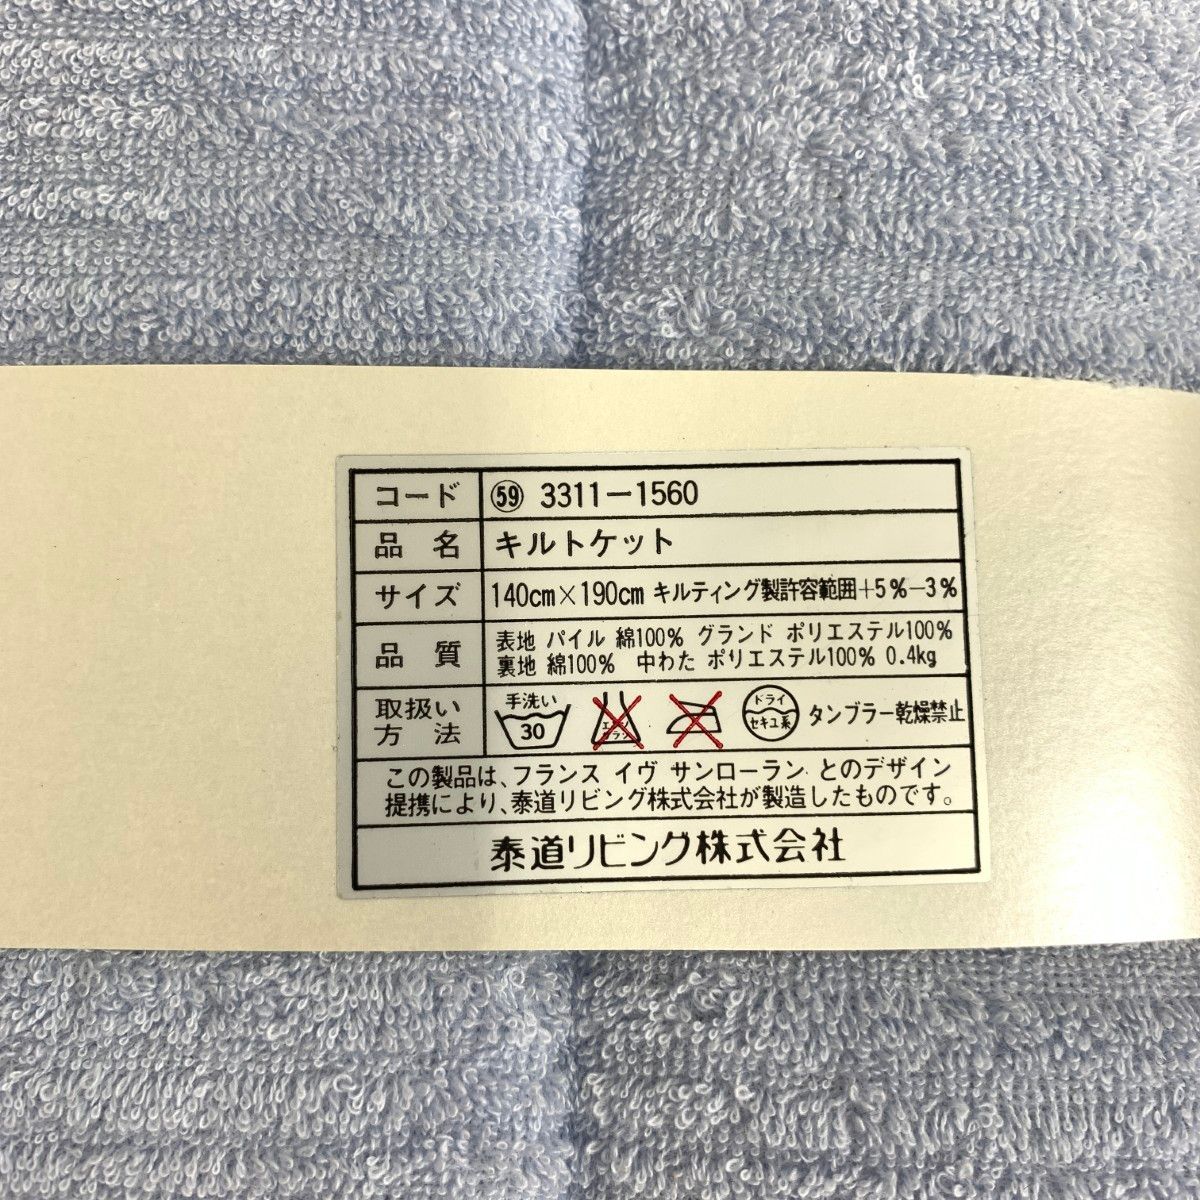 コード ㊾ 3311-1560
品名 キルトケット
サイズ 140cm×190cm キルティング製許容範囲+5%-3%
品質 表地 パイル 綿100% グランド ポリエステル100%
裏地 綿100% 中わた ポリエステル100% 0.4kg
取扱い方法 手洗い 30 エンソサラシ ドライ セキユ系 タンブラー乾燥禁止
この製品は、フランス イヴ サンローラン とのデザイン
提携により、泰道リビング株式会社が製造したものです。
泰道リビング株式会社